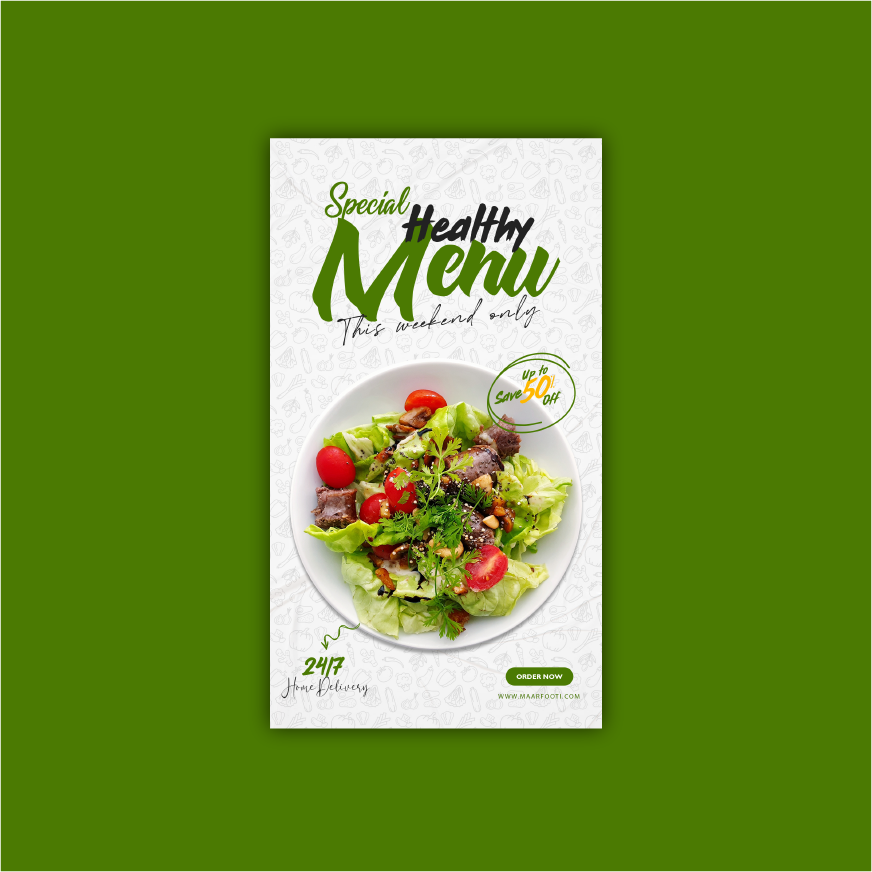 Special
Healthy
Menu
This weekend only
Up to
Save 50%
Off
24/7
Home Delivery
ORDER NOW
WWW.MAARFOOTI.COM